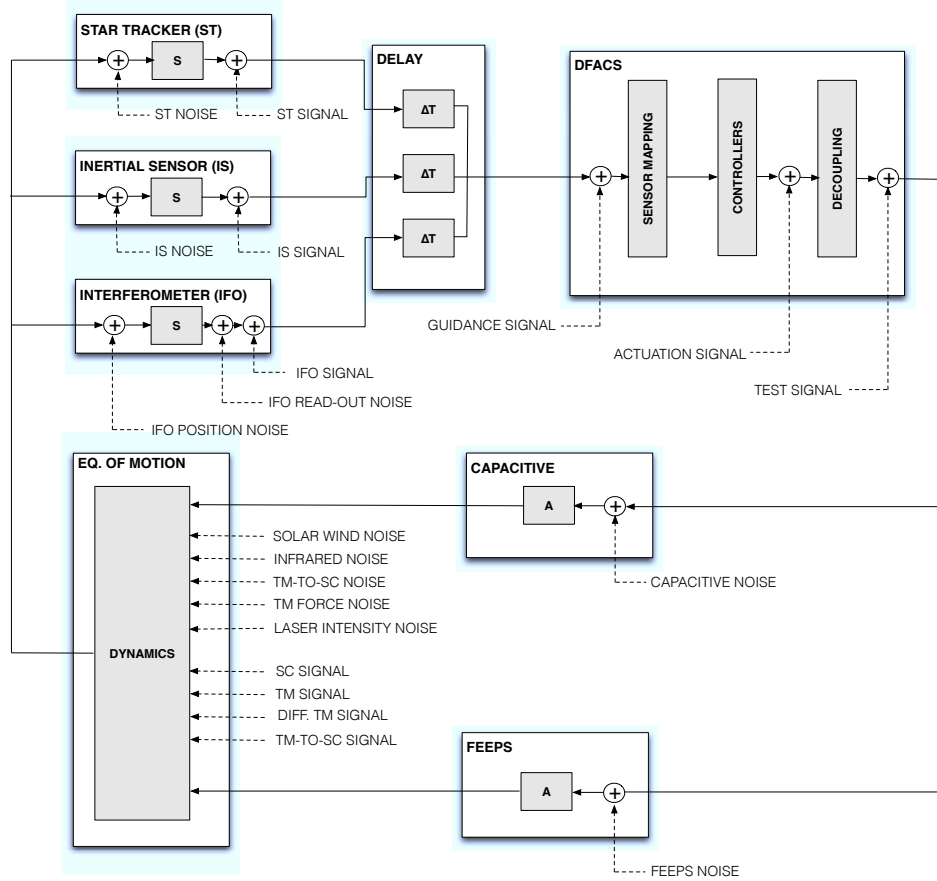 STAR TRACKER (ST)
S
ST NOISE
ST SIGNAL
INERTIAL SENSOR (IS)
S
IS NOISE
IS SIGNAL
INTERFEROMETER (IFO)
S
IFO SIGNAL
IFO READ-OUT NOISE
IFO POSITION NOISE
DELAY
ΔT
ΔT
ΔT
DFACS
SENSOR MAPPING
CONTROLLERS
DECOUPLING
GUIDANCE SIGNAL
ACTUATION SIGNAL
TEST SIGNAL
EQ. OF MOTION
DYNAMICS
SOLAR WIND NOISE
INFRARED NOISE
TM-TO-SC NOISE
TM FORCE NOISE
LASER INTENSITY NOISE
SC SIGNAL
TM SIGNAL
DIFF. TM SIGNAL
TM-TO-SC SIGNAL
CAPACITIVE
A
CAPACITIVE NOISE
FEEPS
A
FEEPS NOISE